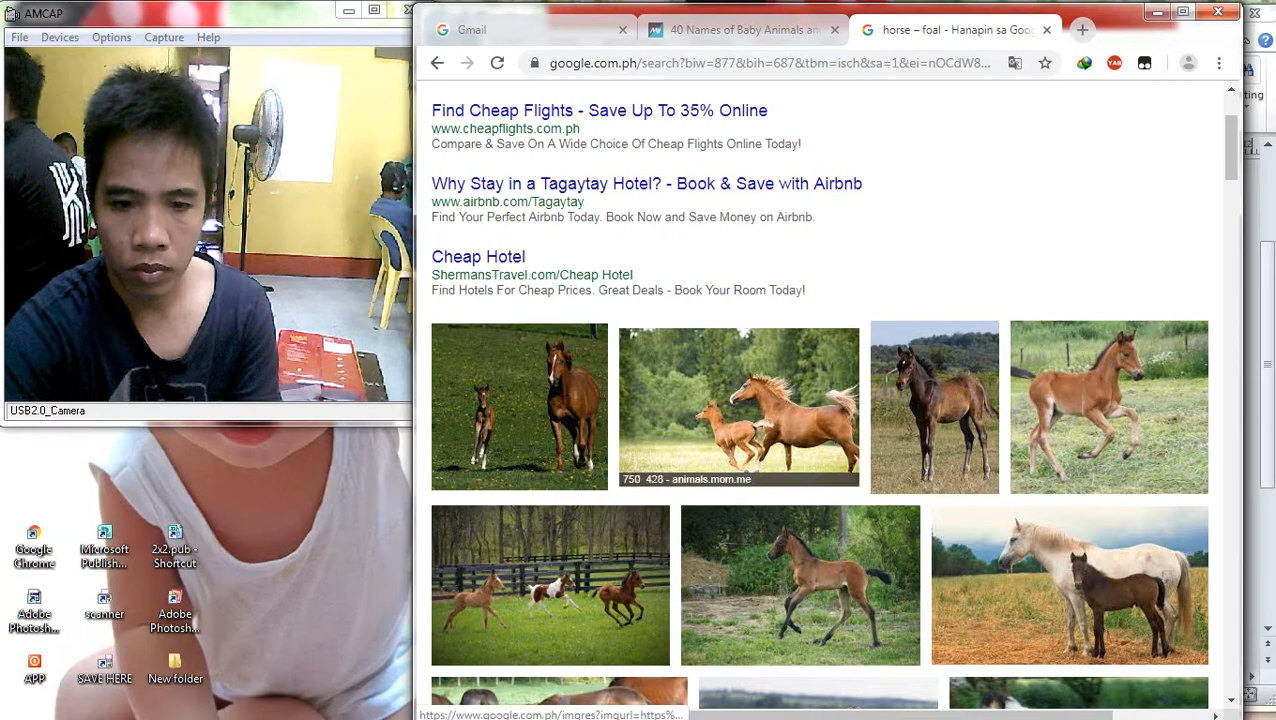 AMCAP
File Devices Options Capture Help
USB2.0_Camera
Gmail
40 Names of Baby Animals an
horse – foal - Hanapin sa Goo
google.com.ph/search?biw=877&bih=687&tbm=isch&sa=1&ei=nOCdW8...
YAB
Find Cheap Flights - Save Up To 35% Online
www.cheapflights.com.ph
Compare & Save On A Wide Choice Of Cheap Flights Online Today!
Why Stay in a Tagaytay Hotel? - Book & Save with Airbnb
www.airbnb.com/Tagaytay
Find Your Perfect Airbnb Today. Book Now and Save Money on Airbnb.
Cheap Hotel
ShermansTravel.com/Cheap Hotel
Find Hotels For Cheap Prices. Great Deals - Book Your Room Today!
750 428 - animals.mom.me
Google Chrome
Microsoft Publish...
2x2.pub - Shortcut
Adobe Photosh...
scanner
Adobe Photosh...
APP
SAVE HERE
New folder
https://www.google.com.ph/imgres?imgurl=https%...
ting